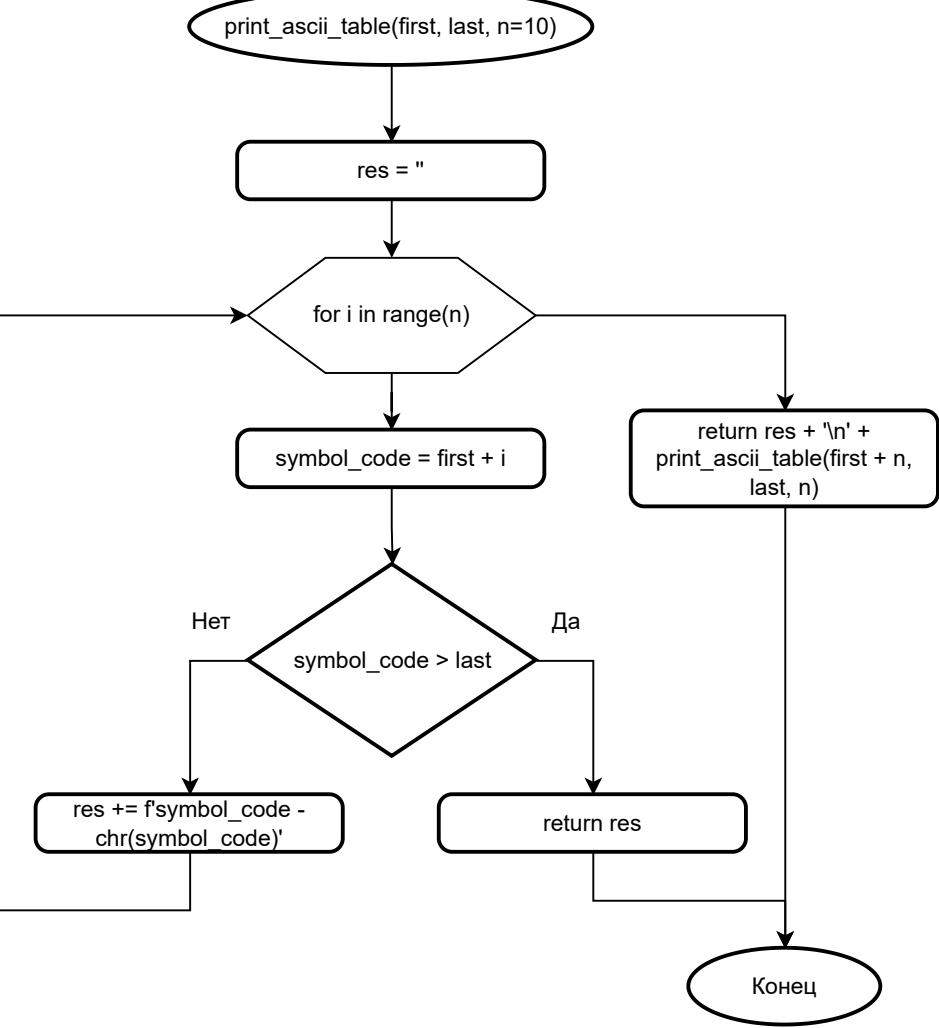 print_ascii_table(first, last, n=10)
res = ''
for i in range(n)
symbol_code = first + i
return res + '\n' +
print_ascii_table(first + n,
last, n)
Нет
Да
symbol_code > last
res += f'symbol_code -
chr(symbol_code)'
return res
Конец